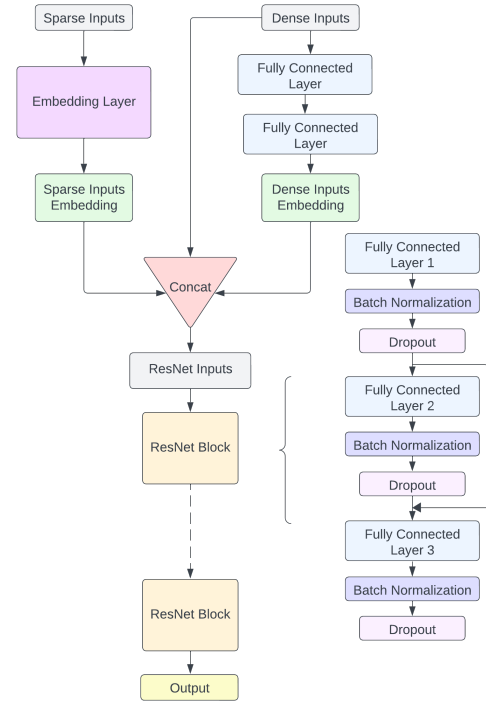 Sparse Inputs
Dense Inputs
Embedding Layer
Fully Connected
Layer
Fully Connected
Layer
Sparse Inputs
Embedding
Dense Inputs
Embedding
Concat
ResNet Inputs
ResNet Block
ResNet Block
Output
Fully Connected
Layer 1
Batch Normalization
Dropout
Fully Connected
Layer 2
Batch Normalization
Dropout
Fully Connected
Layer 3
Batch Normalization
Dropout